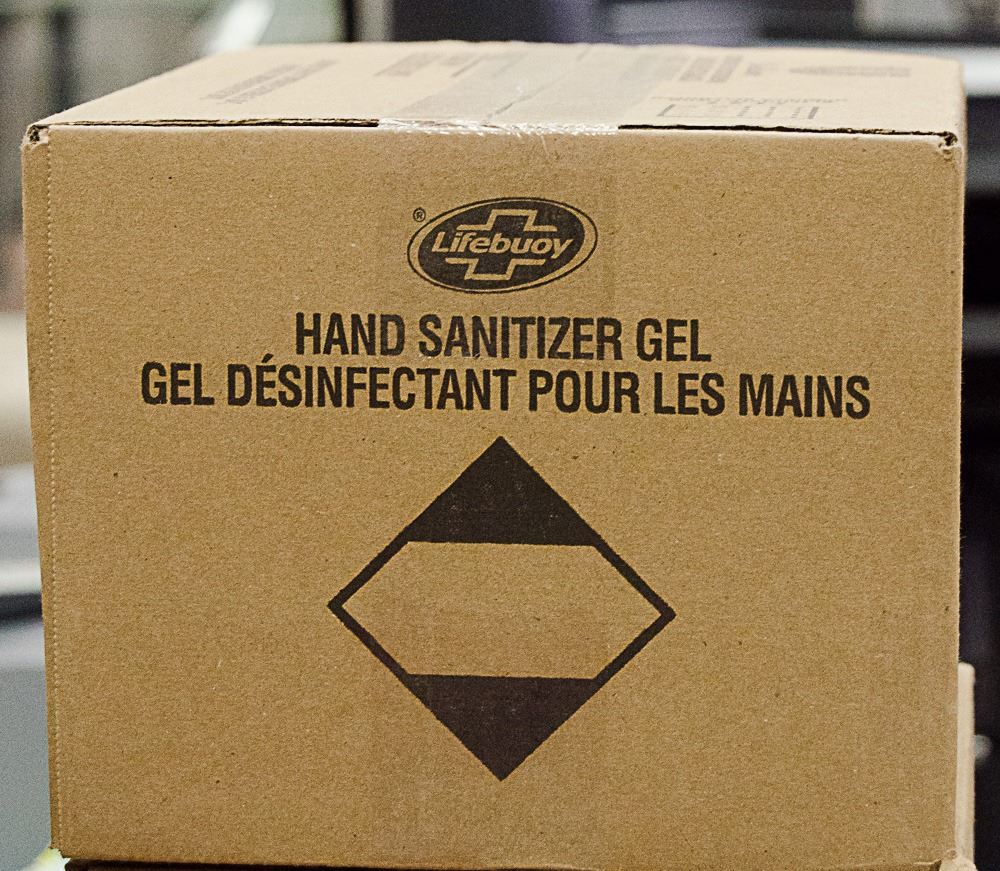 ®
Lifebuoy
HAND SANITIZER GEL
GEL DÉSINFECTANT POUR LES MAINS